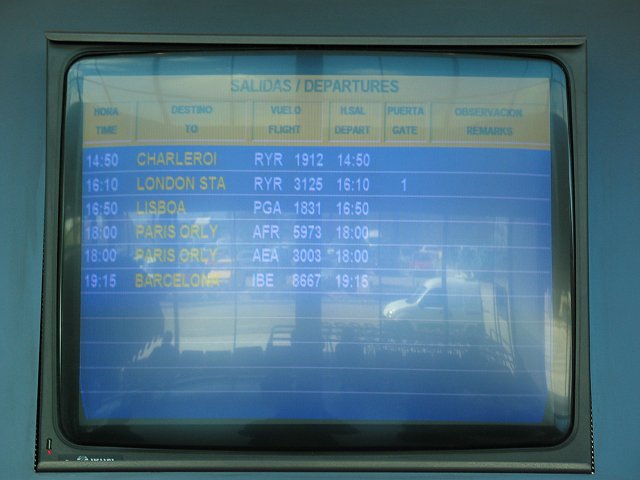 SALIDAS / DEPARTURES
HORA DESTINO VUELO H.SAL PUERTA OBSERVACION
TIME TO FLIGHT DEPART GATE REMARKS
14:50 CHARLEROI RYR 1912 14:50
16:10 LONDON STA RYR 3125 16:10 1
16:50 LISBOA PGA 1831 16:50
18:00 PARIS ORLY AFR 5973 18:00
18:00 PARIS ORLY AEA 3003 18:00
19:15 BARCELONA IBE 8667 19:15